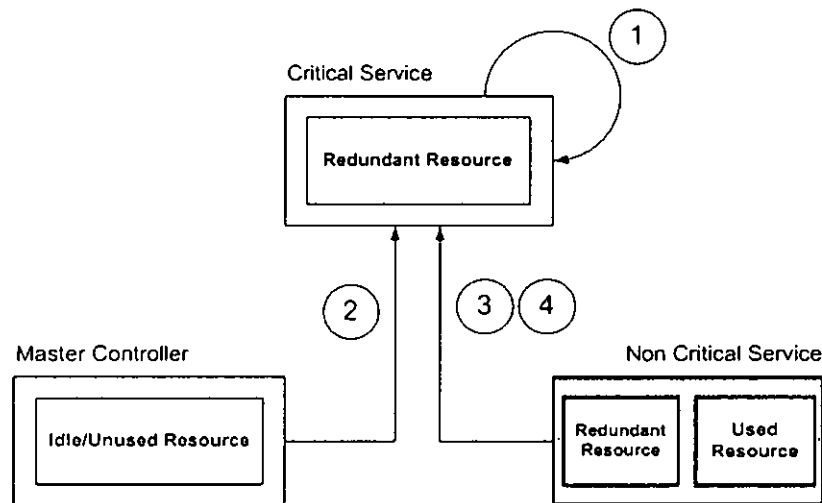 1
Critical Service
Redundant Resource
2
3 4
Master Controller
Non Critical Service
Idle/Unused Resource
Redundant
Resource
Used
Resource